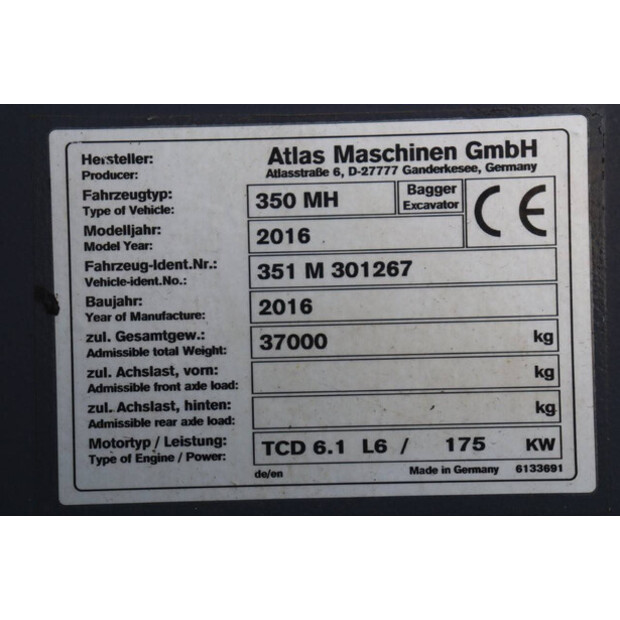 Hersteller: Atlas Maschinen GmbH
Producer: Atlasstraße 6, D-27777 Ganderkesee, Germany
Fahrzeugtyp: 350 MH Bagger
Type of Vehicle: Excavator
CE
Modelljahr: 2016
Model Year:
Fahrzeug-Ident.Nr.: 351 M 301267
Vehicle-ident.No.:
Baujahr: 2016
Year of Manufacture:
zul. Gesamtgew.: 37000 kg
Admissible total Weight:
zul. Achslast, vorn: kg
Admissible front axle load:
zul. Achslast, hinten: kg
Admissible rear axle load:
Motortyp / Leistung: TCD 6.1 L6 / 175 KW
Type of Engine / Power:
de/en Made in Germany 6133691